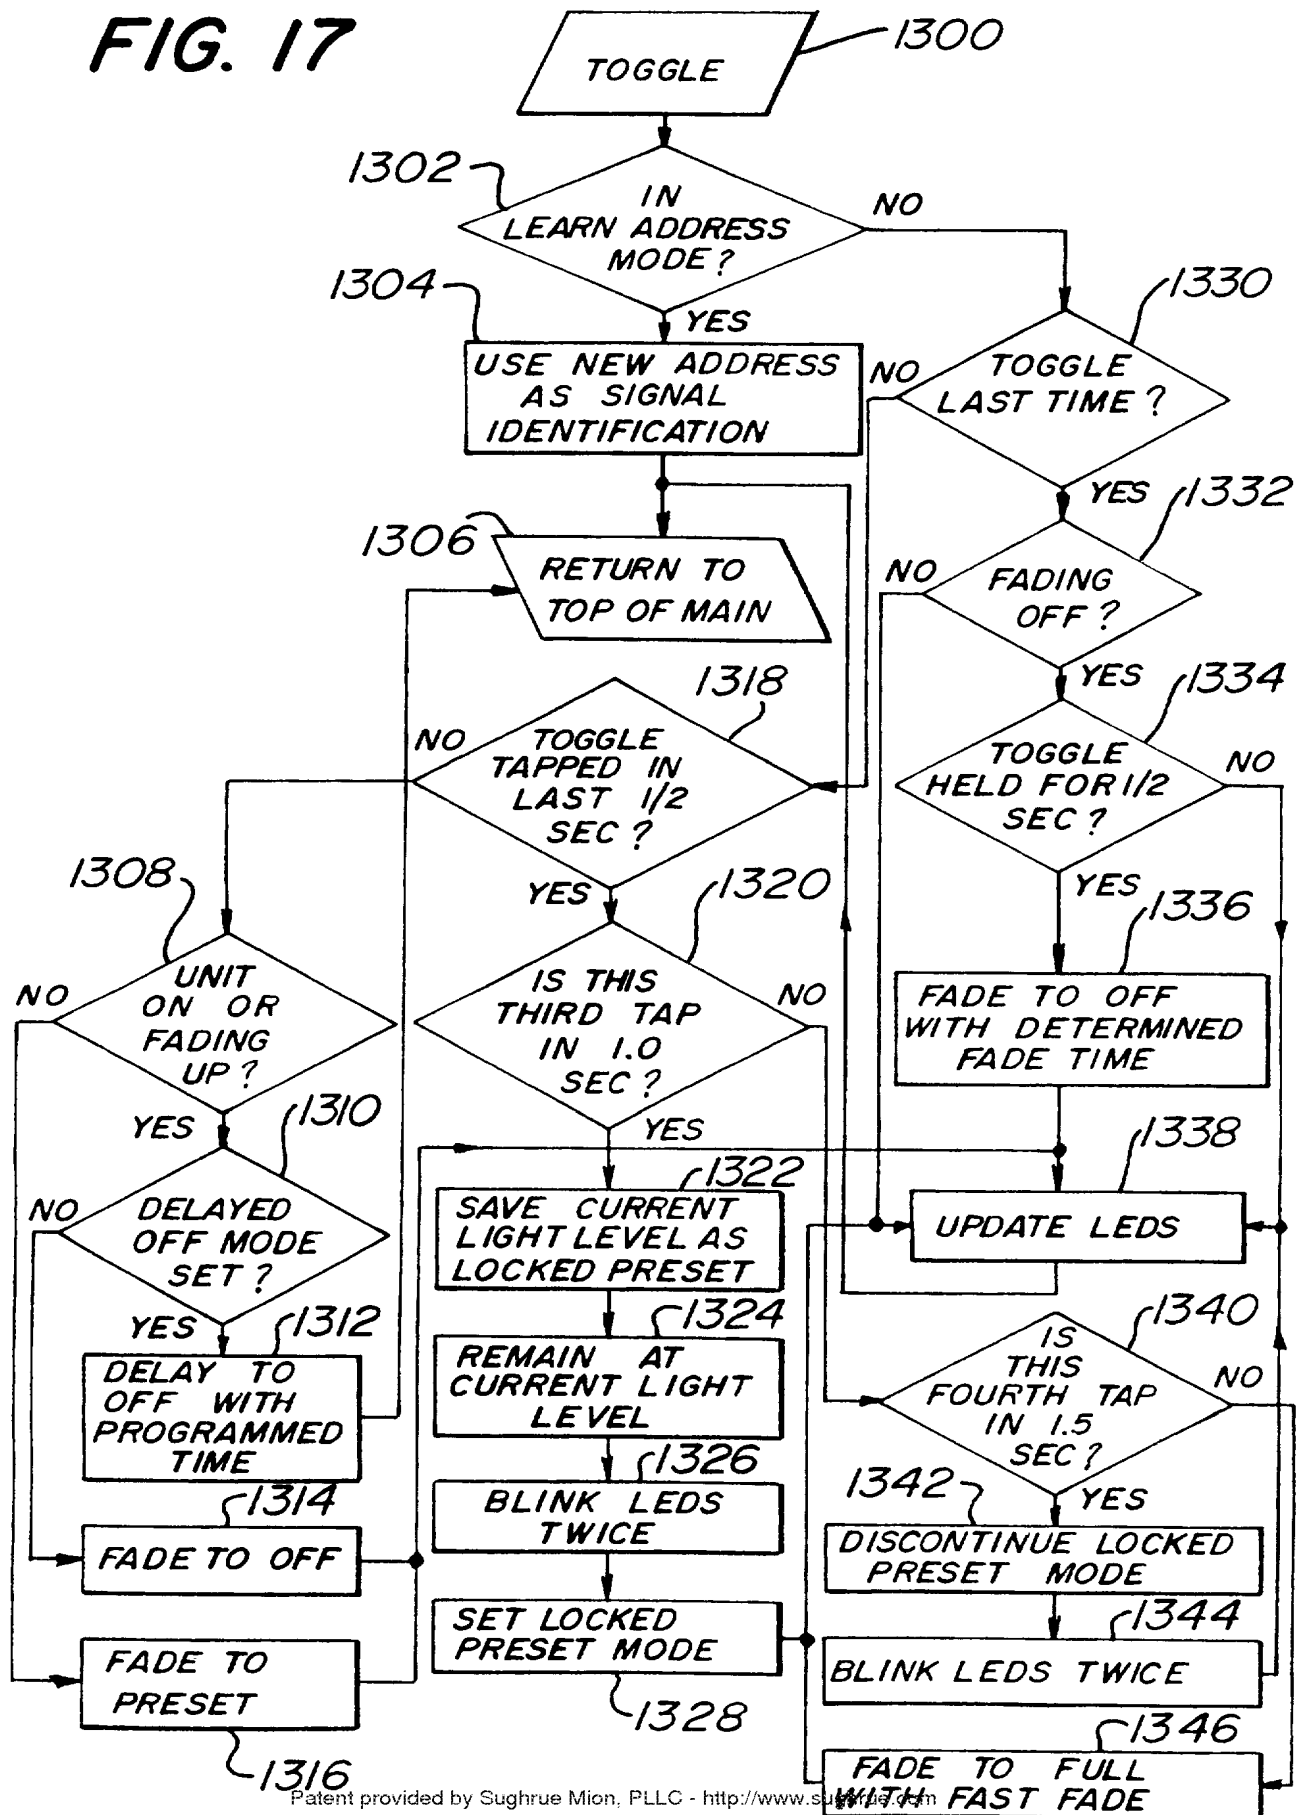 FIG. 17
1300
TOGGLE
1302
IN
LEARN ADDRESS
MODE?
NO
YES
1304
USE NEW ADDRESS
AS SIGNAL
IDENTIFICATION
1330
TOGGLE
LAST TIME?
NO
YES
1306
RETURN TO
TOP OF MAIN
1332
FADING
OFF?
NO
YES
1318
TOGGLE
TAPPED IN
LAST 1/2
SEC?
NO
YES
1334
TOGGLE
HELD FOR 1/2
SEC?
NO
YES
1308
UNIT
ON OR
FADING
UP?
NO
YES
1320
IS THIS
THIRD TAP
IN 1.0
SEC?
NO
YES
1336
FADE TO OFF
WITH DETERMINED
FADE TIME
1310
DELAYED
OFF MODE
SET?
NO
YES
1322
SAVE CURRENT
LIGHT LEVEL AS
LOCKED PRESET
1338
UPDATE LEDS
1312
DELAY TO
OFF WITH
PROGRAMMED
TIME
1324
REMAIN AT
CURRENT LIGHT
LEVEL
1340
IS
THIS
FOURTH TAP
IN 1.5
SEC?
NO
YES
1314
FADE TO OFF
1326
BLINK LEDS
TWICE
1342
DISCONTINUE LOCKED
PRESET MODE
1316
FADE TO
PRESET
SET LOCKED
PRESET MODE
1328
1344
BLINK LEDS TWICE
1346
FADE TO FULL
WITH FAST FADE
Patent provided by Sughrue Mion, PLLC - http://www.sughrue.com